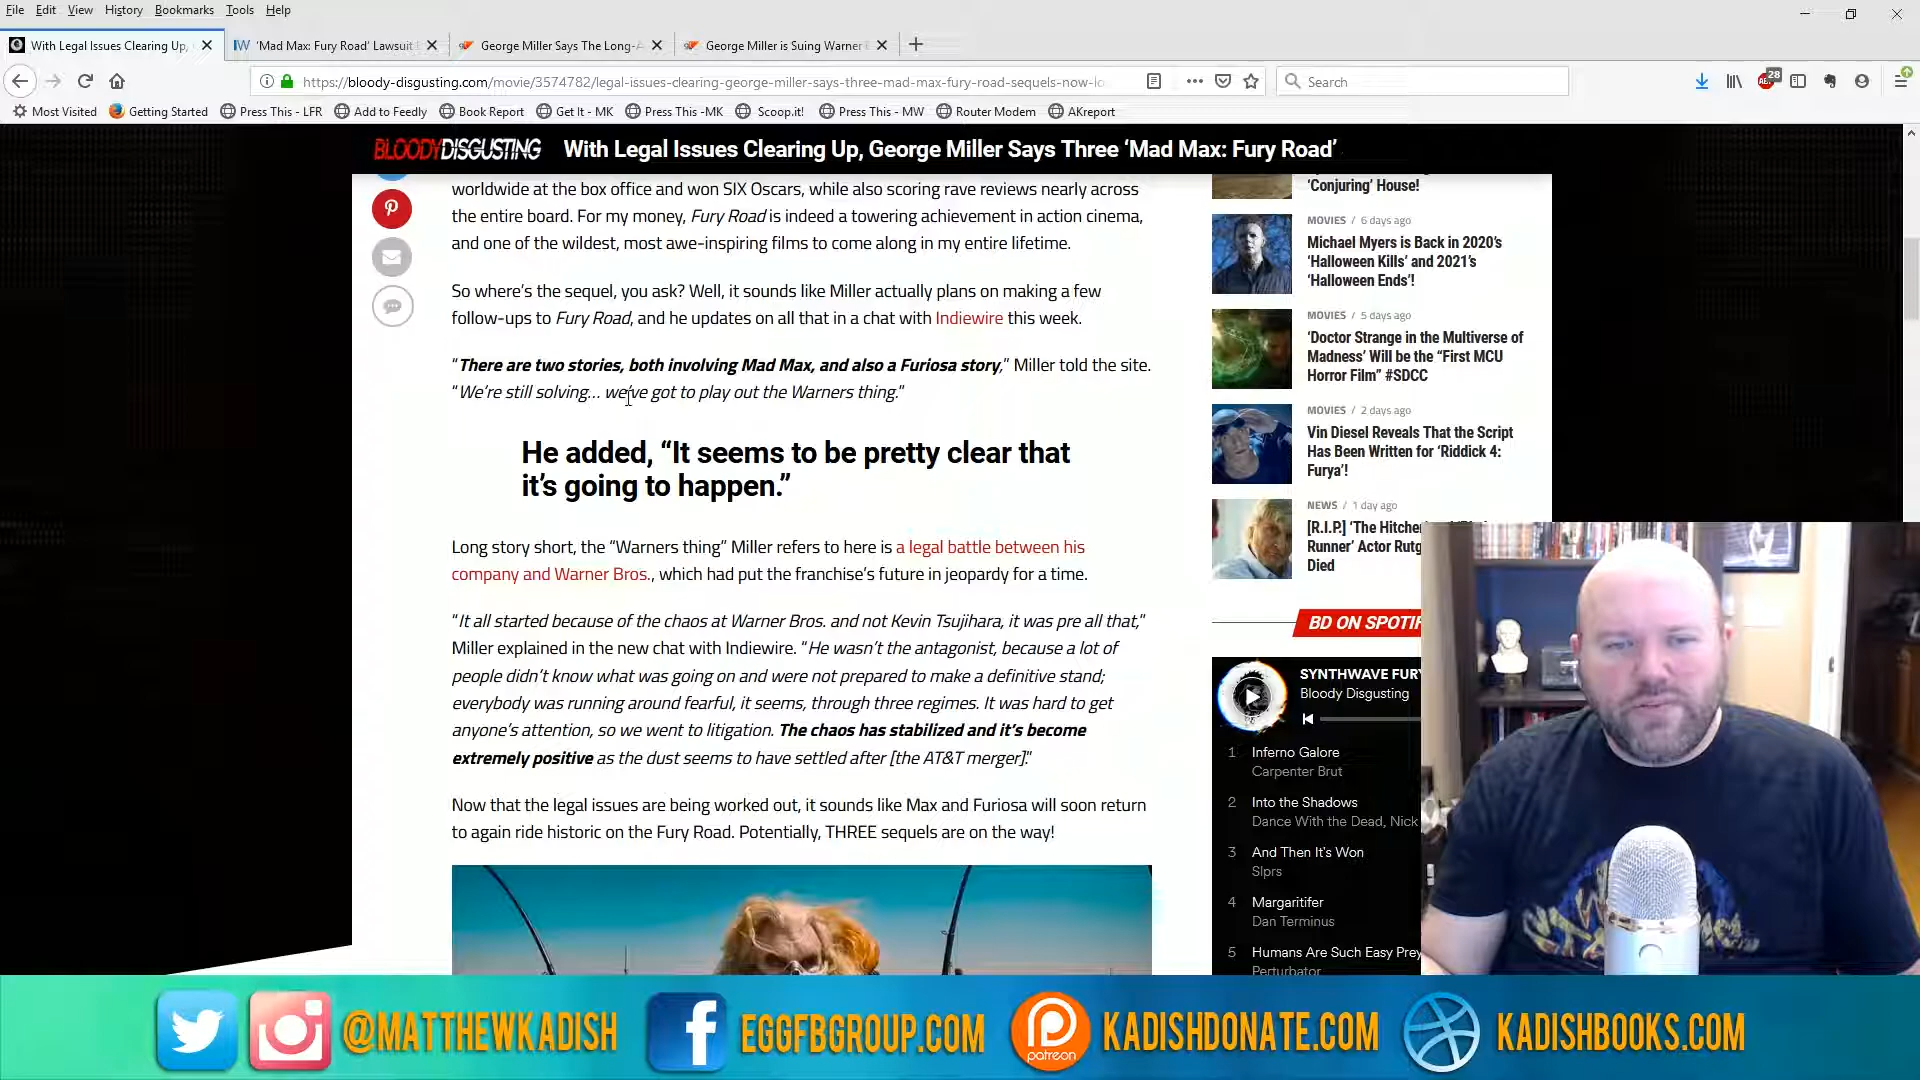 File Edit View History Bookmarks Tools Help
With Legal Issues Clearing Up,
'Mad Max: Fury Road' Lawsuit
George Miller Says The Long-A
George Miller is Suing Warner
https://bloody-disgusting.com/movie/3574782/legal-issues-clearing-george-miller-says-three-mad-max-fury-road-sequels-now-lo
28
Search
Most Visited Getting Started Press This - LFR Add to Feedly Book Report Get It - MK Press This -MK Scoop.it! Press This - MW Router Modem AKreport
BLOODYDISGUSTING With Legal Issues Clearing Up, George Miller Says Three ‘Mad Max: Fury Road’
worldwide at the box office and won SIX Oscars, while also scoring rave reviews nearly across
the entire board. For my money, Fury Road is indeed a towering achievement in action cinema,
and one of the wildest, most awe-inspiring films to come along in my entire lifetime.
So where’s the sequel, you ask? Well, it sounds like Miller actually plans on making a few
follow-ups to Fury Road, and he updates on all that in a chat with Indiewire this week.
“There are two stories, both involving Mad Max, and also a Furiosa story,” Miller told the site.
“We’re still solving… we’ve got to play out the Warners thing.”
He added, “It seems to be pretty clear that
it’s going to happen.”
Long story short, the “Warners thing” Miller refers to here is a legal battle between his
company and Warner Bros., which had put the franchise’s future in jeopardy for a time.
“It all started because of the chaos at Warner Bros. and not Kevin Tsujihara, it was pre all that,”
Miller explained in the new chat with Indiewire. “He wasn’t the antagonist, because a lot of
people didn’t know what was going on and were not prepared to make a definitive stand;
everybody was running around fearful, it seems, through three regimes. It was hard to get
anyone’s attention, so we went to litigation. The chaos has stabilized and it’s become
extremely positive as the dust seems to have settled after [the AT&T merger].”
Now that the legal issues are being worked out, it sounds like Max and Furiosa will soon return
to again ride historic on the Fury Road. Potentially, THREE sequels are on the way!
‘Conjuring’ House!
MOVIES / 6 days ago
Michael Myers is Back in 2020’s
‘Halloween Kills’ and 2021’s
‘Halloween Ends’!
MOVIES / 5 days ago
‘Doctor Strange in the Multiverse of
Madness’ Will be the “First MCU
Horror Film” #SDCC
MOVIES / 2 days ago
Vin Diesel Reveals That the Script
Has Been Written for ‘Riddick 4:
Furya’!
NEWS / 1 day ago
[R.I.P.] ‘The Hitcher
Runner’ Actor Rutg
Died
BD ON SPOTIF
SYNTHWAVE FURY
Bloody Disgusting
1 Inferno Galore
Carpenter Brut
2 Into the Shadows
Dance With the Dead, Nick
3 And Then It's Won
Slprs
4 Margaritifer
Dan Terminus
5 Humans Are Such Easy Prey
Perturbator
@MATTHEWKADISH EGGFBGROUP.COM patreon KADISHDONATE.COM KADISHBOOKS.COM